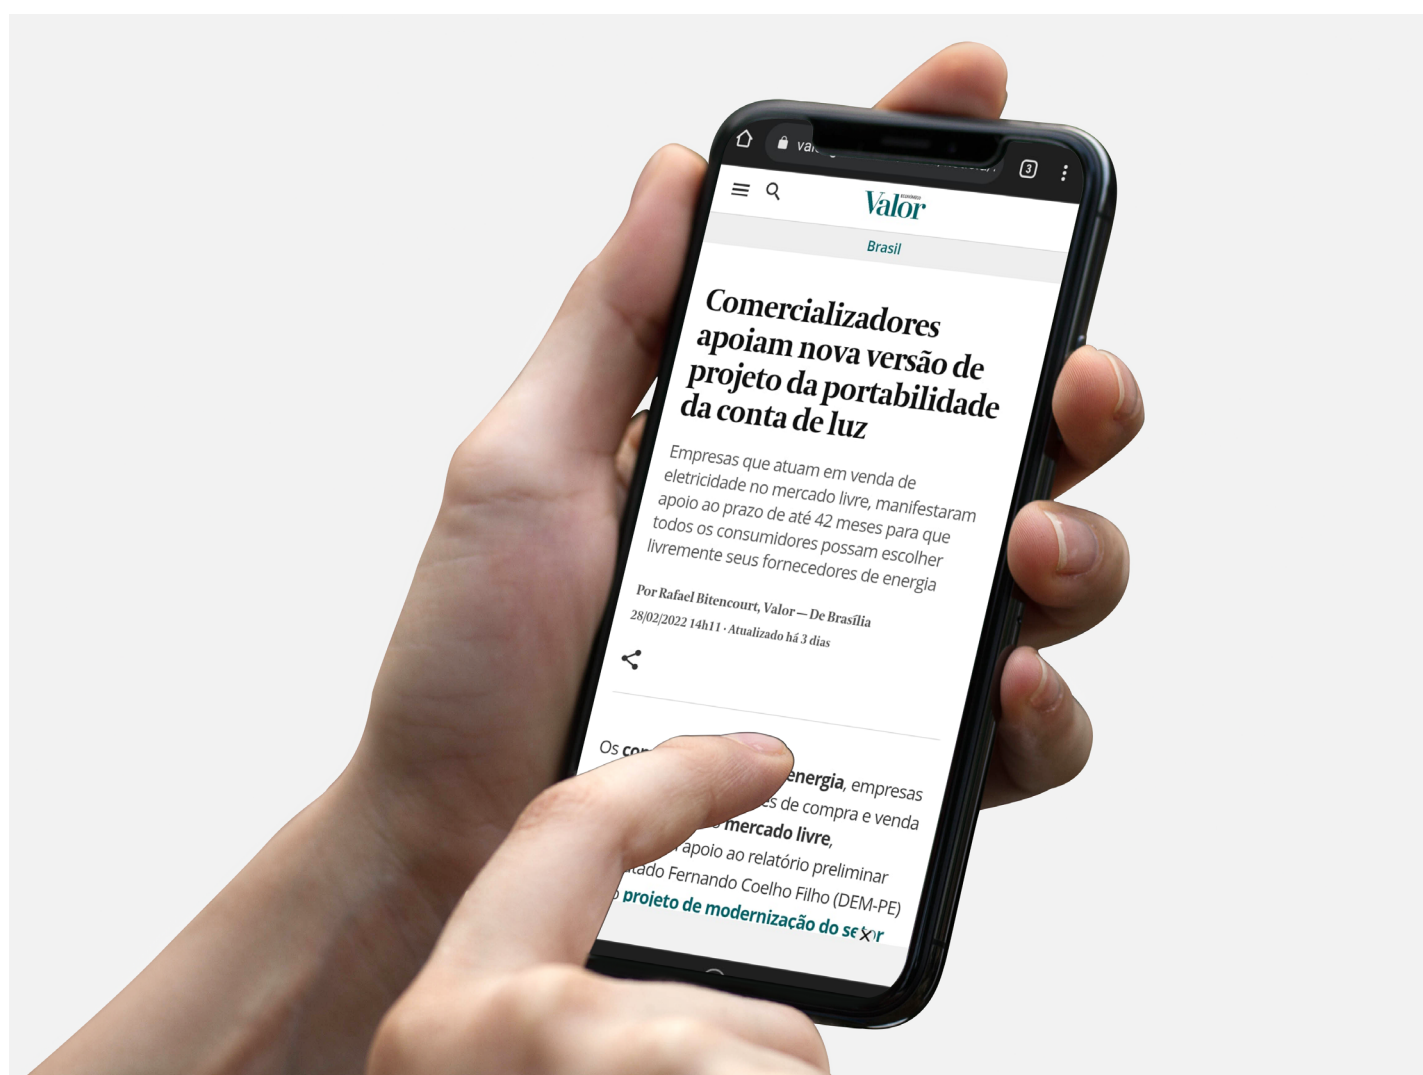 3
Valor
Brasil
Comercializadores
apoiam nova versão de
projeto da portabilidade
da conta de luz
Empresas que atuam em venda de
eletricidade no mercado livre, manifestaram
apoio ao prazo de até 42 meses para que
todos os consumidores possam escolher
livremente seus fornecedores de energia
Por Rafael Bitencourt, Valor — De Brasília
28/02/2022 14h11 · Atualizado há 3 dias
Os energia, empresas
de compra e venda
mercado livre,
apoio ao relatório preliminar
Fernando Coelho Filho (DEM-PE)
projeto de modernização do